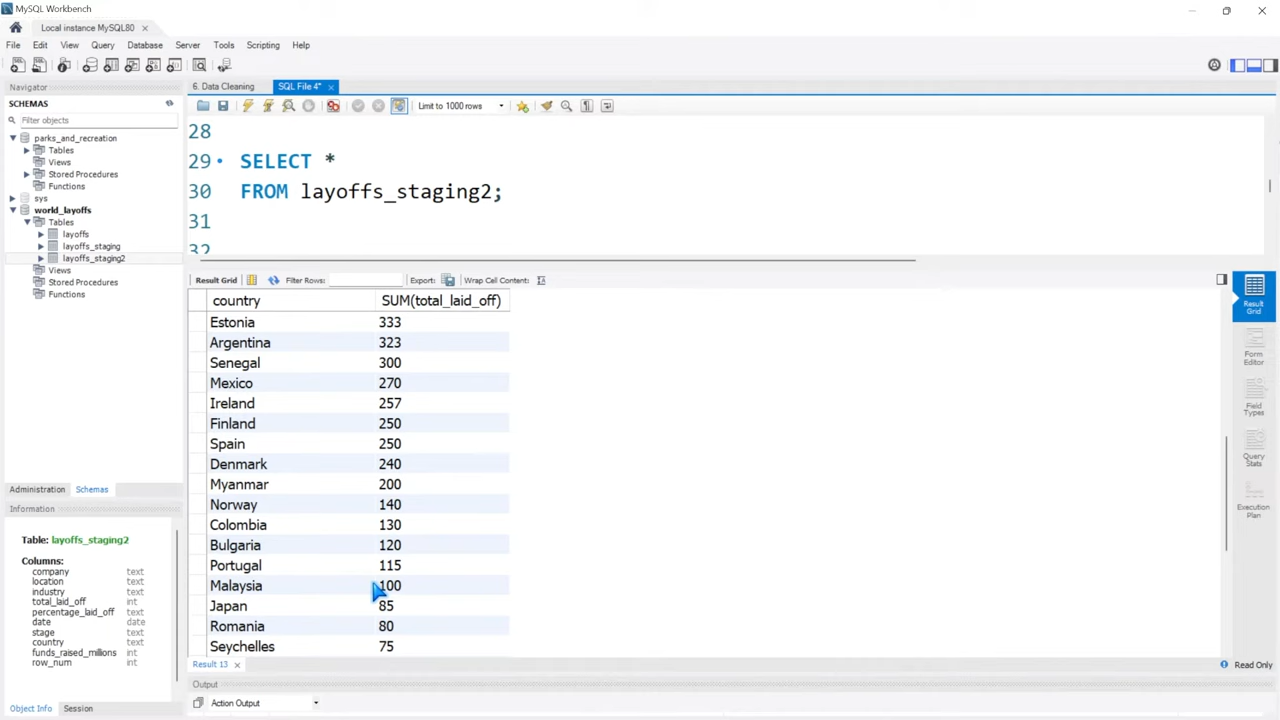 MySQL Workbench
Local instance MySQL80
File Edit View Query Database Server Tools Scripting Help
Navigator
SCHEMAS
Filter objects
parks_and_recreation
Tables
Views
Stored Procedures
Functions
sys
world_layoffs
Tables
layoffs
layoffs_staging
layoffs_staging2
Views
Stored Procedures
Functions
Administration Schemas
Information
Table: layoffs_staging2
Columns:
company text
location text
industry text
total_laid_off int
percentage_laid_off text
date date
stage text
country text
funds_raised_millions int
row_num int
Object Info Session
6. Data Cleaning SQL File 4*
Limit to 1000 rows
28
29 SELECT *
30 FROM layoffs_staging2;
31
32
Result Grid Filter Rows: Export: Wrap Cell Content:
country SUM(total_laid_off)
Estonia 333
Argentina 323
Senegal 300
Mexico 270
Ireland 257
Finland 250
Spain 250
Denmark 240
Myanmar 200
Norway 140
Colombia 130
Bulgaria 120
Portugal 115
Malaysia 100
Japan 85
Romania 80
Seychelles 75
Result Grid
Form Editor
Field Types
Query Stats
Execution Plan
Result 13
Read Only
Output
Action Output